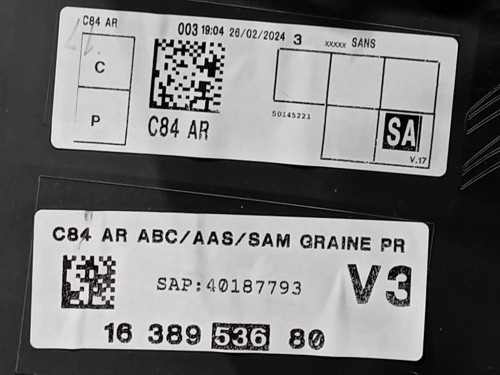 C84 AR 003 19:04 26/02/2024 3 xxxxx SANS
C
P
C84 AR
50145221
SA
V.17
C84 AR ABC/AAS/SAM GRAINE PR
SAP:40187793
V3
16 389 536 80